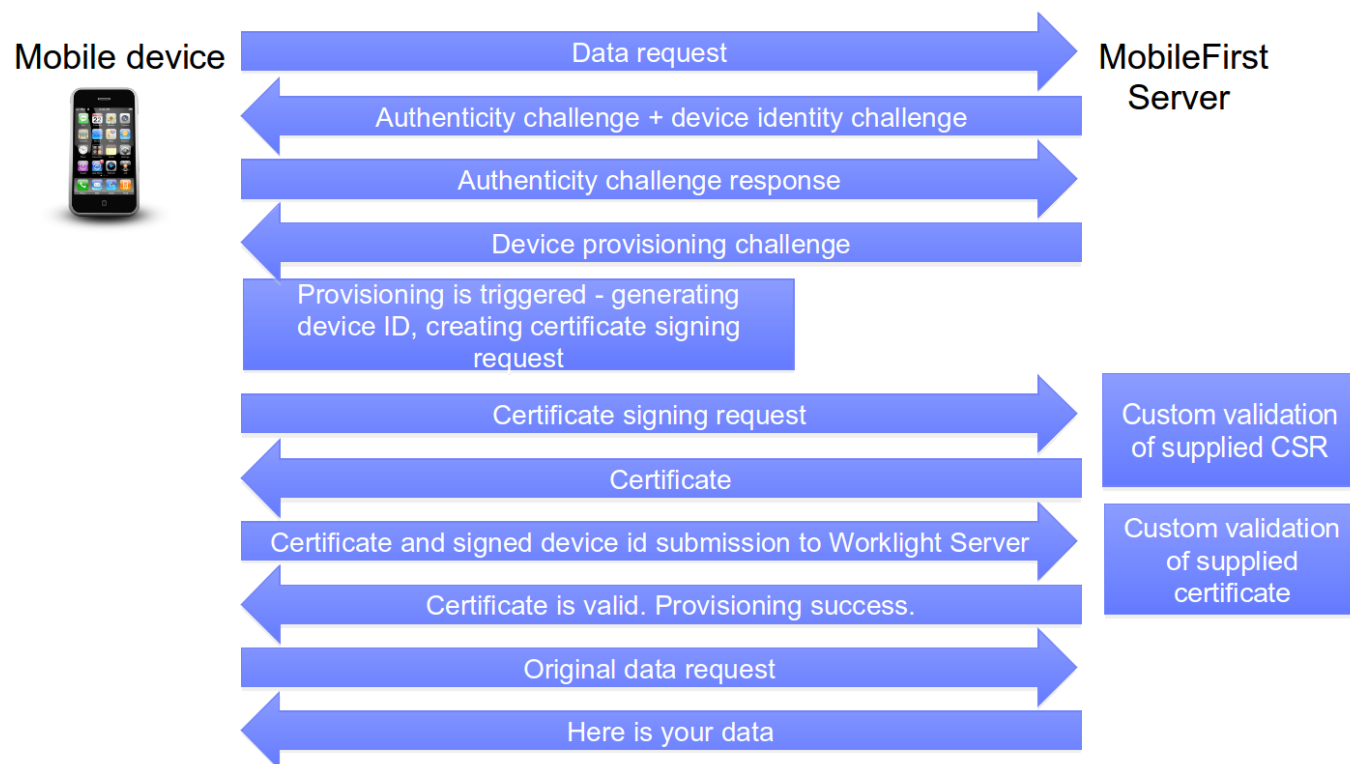 Mobile device
MobileFirst
Server
Data request
Authenticity challenge + device identity challenge
Authenticity challenge response
Device provisioning challenge
Provisioning is triggered - generating
device ID, creating certificate signing
request
Certificate signing request
Custom validation
of supplied CSR
Certificate
Certificate and signed device id submission to Worklight Server
Custom validation
of supplied
certificate
Certificate is valid. Provisioning success.
Original data request
Here is your data